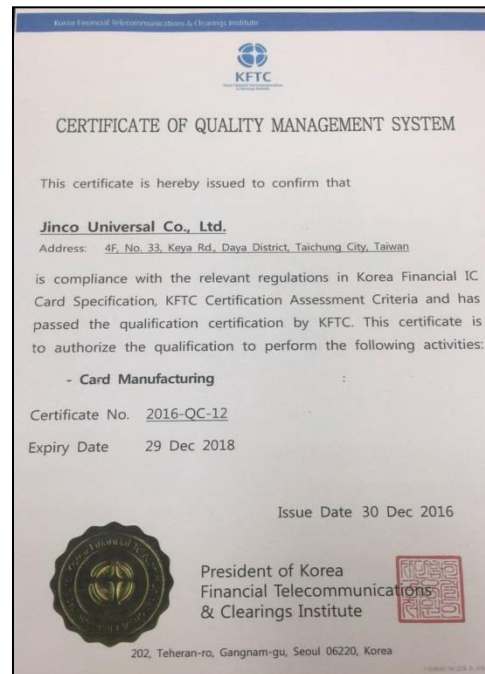 Korea Financial Telecommunications & Clearings Institute
KFTC
CERTIFICATE OF QUALITY MANAGEMENT SYSTEM
This certificate is hereby issued to confirm that
Jinco Universal Co., Ltd.
Address: 4F, No. 33, Keya Rd., Daya District, Taichung City, Taiwan
is compliance with the relevant regulations in Korea Financial IC
Card Specification, KFTC Certification Assessment Criteria and has
passed the qualification certification by KFTC. This certificate is
to authorize the qualification to perform the following activities:
- Card Manufacturing :
Certificate No. 2016-QC-12
Expiry Date 29 Dec 2018
Issue Date 30 Dec 2016
President of Korea
Financial Telecommunications
& Clearings Institute
202, Teheran-ro, Gangnam-gu, Seoul 06220, Korea